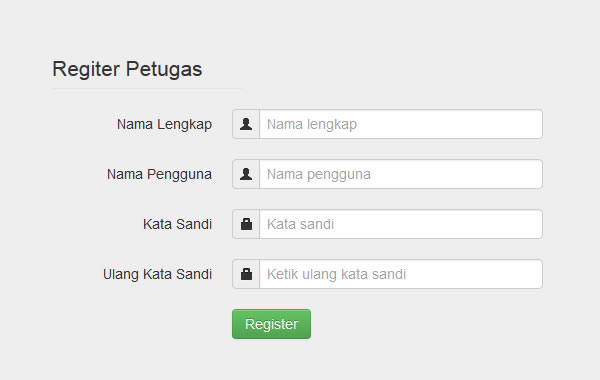 Regiter Petugas
Nama Lengkap Nama lengkap
Nama Pengguna Nama pengguna
Kata Sandi Kata sandi
Ulang Kata Sandi Ketik ulang kata sandi
Register